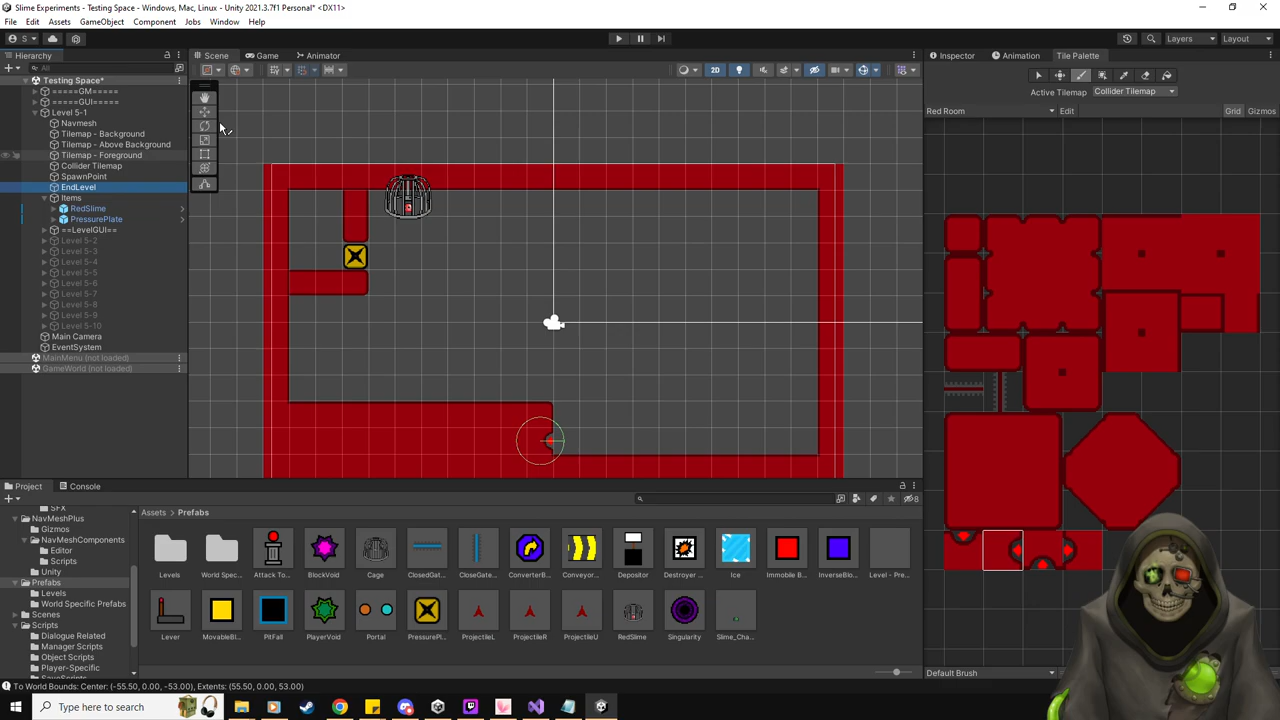 Slime Experiments - Testing Space - Windows, Mac, Linux - Unity 2021.3.7f1 Personal* <DX11>
File Edit Assets GameObject Component Jobs Window Help
S
Layers Layout
Hierarchy
Scene Game Animator
Inspector Animation Tile Palette
All
2D
Testing Space*
=====GM=====
=====GUI=====
Level 5-1
Navmesh
Tilemap - Background
Tilemap - Above Background
Tilemap - Foreground
Collider Tilemap
SpawnPoint
EndLevel
Items
RedSlime
PressurePlate
==LevelGUI==
Level 5-2
Level 5-3
Level 5-4
Level 5-5
Level 5-6
Level 5-7
Level 5-8
Level 5-9
Level 5-10
Main Camera
EventSystem
MainMenu (not loaded)
GameWorld (not loaded)
Active Tilemap Collider Tilemap
Red Room Edit Grid Gizmos
Default Brush
Project Console
8
SFX
NavMeshPlus
Gizmos
NavMeshComponents
Editor
Scripts
Unity
Prefabs
Levels
World Specific Prefabs
Scenes
Scripts
Dialogue Related
Manager Scripts
Object Scripts
Player-Specific
SaveScripts
Assets > Prefabs
Levels World Spec... Attack To... BlockVoid Cage ClosedGat... CloseGate... ConverterB... Conveyor... Depositor Destroyer ... Ice Immobile B... InverseBlo... Level - Pre...
Lever MovableBl... PitFall PlayerVoid Portal PressurePl... ProjectileL ProjectileR ProjectileU RedSlime Singularity Slime_Cha...
To World Bounds: Center: (-55.50, 0.00, -53.00), Extents: (55.50, 0.00, 53.00)
Type here to search